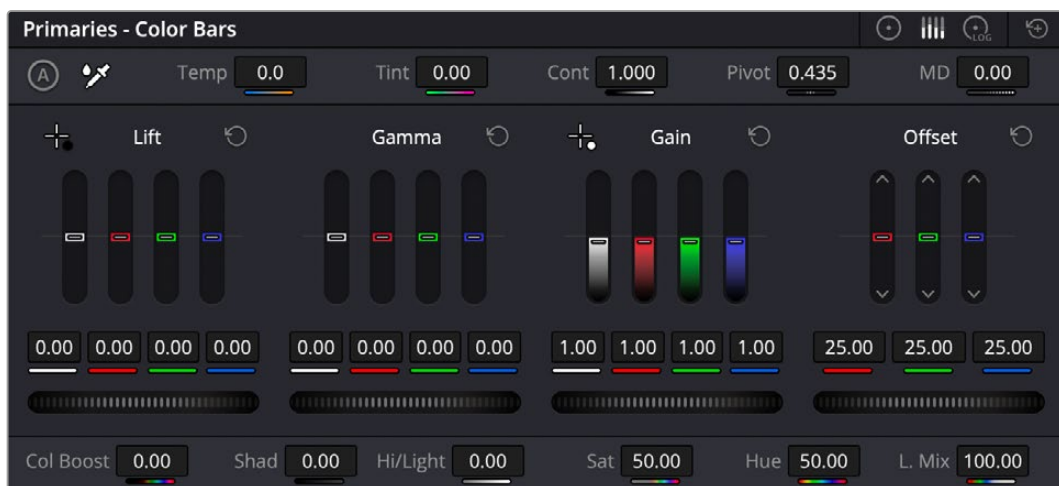 Primaries - Color Bars
LOG
A Temp 0.0 Tint 0.00 Cont 1.000 Pivot 0.435 MD 0.00
Lift Gamma Gain Offset
0.00 0.00 0.00 0.00 0.00 0.00 0.00 0.00 1.00 1.00 1.00 1.00 25.00 25.00 25.00
Col Boost 0.00 Shad 0.00 Hi/Light 0.00 Sat 50.00 Hue 50.00 L. Mix 100.00